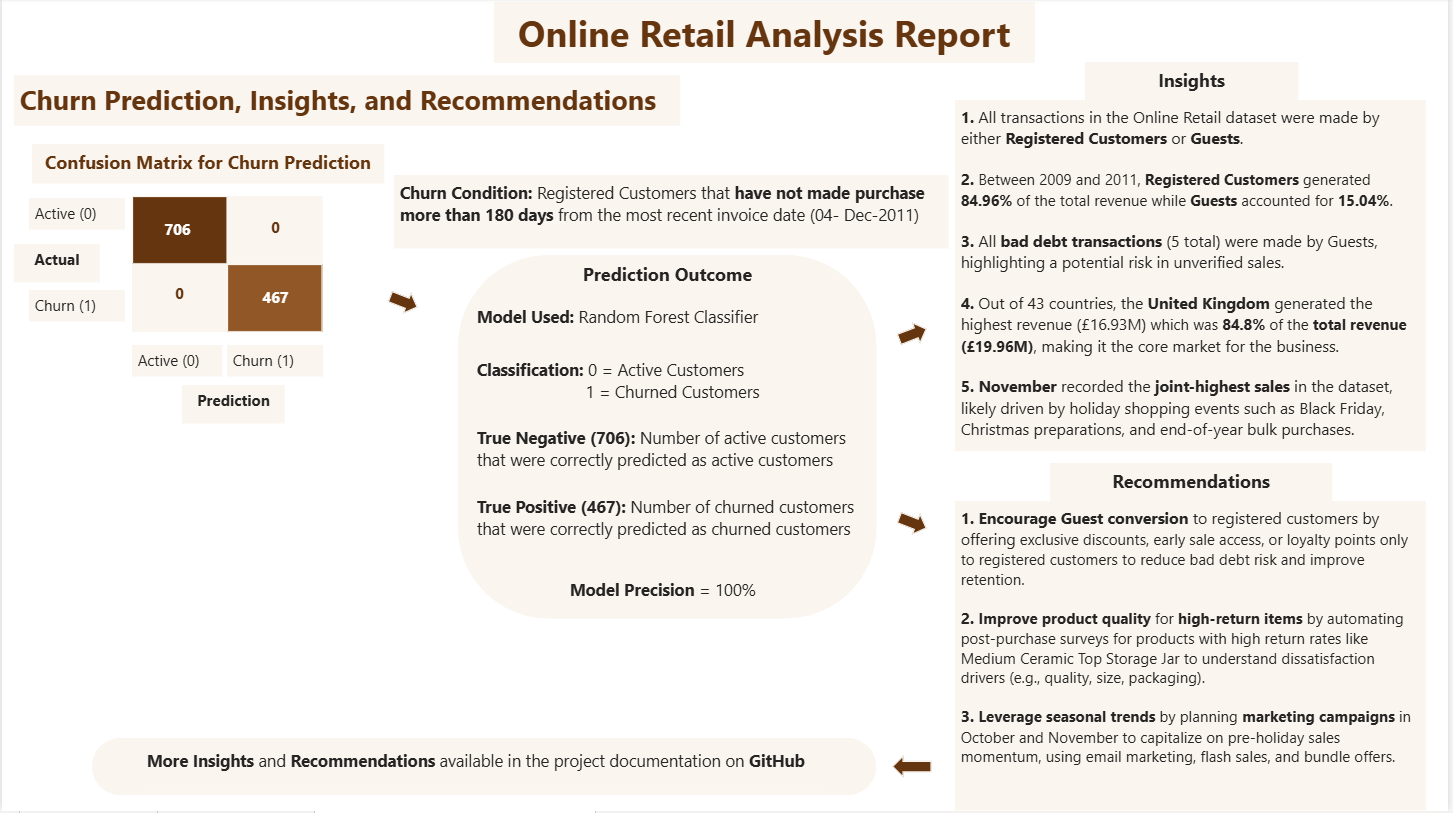 Online Retail Analysis Report
Churn Prediction, Insights, and Recommendations
Confusion Matrix for Churn Prediction
Active (0)
706
0
Actual
Churn (1)
0
467
Active (0)
Churn (1)
Prediction
Churn Condition: Registered Customers that have not made purchase
more than 180 days from the most recent invoice date (04- Dec-2011)
Prediction Outcome
Model Used: Random Forest Classifier
Classification: 0 = Active Customers
1 = Churned Customers
True Negative (706): Number of active customers
that were correctly predicted as active customers
True Positive (467): Number of churned customers
that were correctly predicted as churned customers
Model Precision = 100%
Insights
1. All transactions in the Online Retail dataset were made by
either Registered Customers or Guests.
2. Between 2009 and 2011, Registered Customers generated
84.96% of the total revenue while Guests accounted for 15.04%.
3. All bad debt transactions (5 total) were made by Guests,
highlighting a potential risk in unverified sales.
4. Out of 43 countries, the United Kingdom generated the
highest revenue (£16.93M) which was 84.8% of the total revenue
(£19.96M), making it the core market for the business.
5. November recorded the joint-highest sales in the dataset,
likely driven by holiday shopping events such as Black Friday,
Christmas preparations, and end-of-year bulk purchases.
Recommendations
1. Encourage Guest conversion to registered customers by
offering exclusive discounts, early sale access, or loyalty points only
to registered customers to reduce bad debt risk and improve
retention.
2. Improve product quality for high-return items by automating
post-purchase surveys for products with high return rates like
Medium Ceramic Top Storage Jar to understand dissatisfaction
drivers (e.g., quality, size, packaging).
3. Leverage seasonal trends by planning marketing campaigns in
October and November to capitalize on pre-holiday sales
momentum, using email marketing, flash sales, and bundle offers.
More Insights and Recommendations available in the project documentation on GitHub